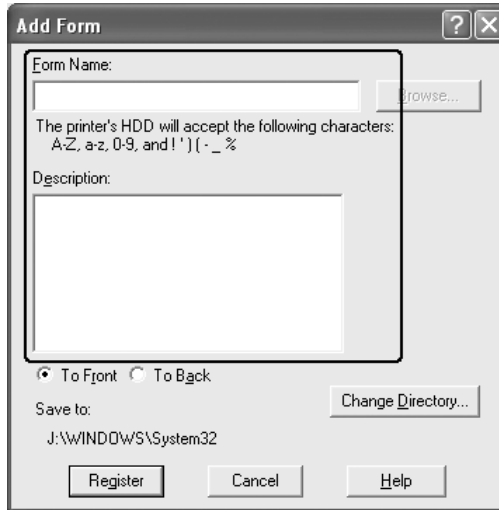 Add Form
Form Name:
Browse...
The printer's HDD will accept the following characters:
A-Z, a-z, 0-9, and ! ' ) ( - _ %
Description:
To Front To Back
Change Directory...
Save to:
J:\WINDOWS\System32
Register Cancel Help